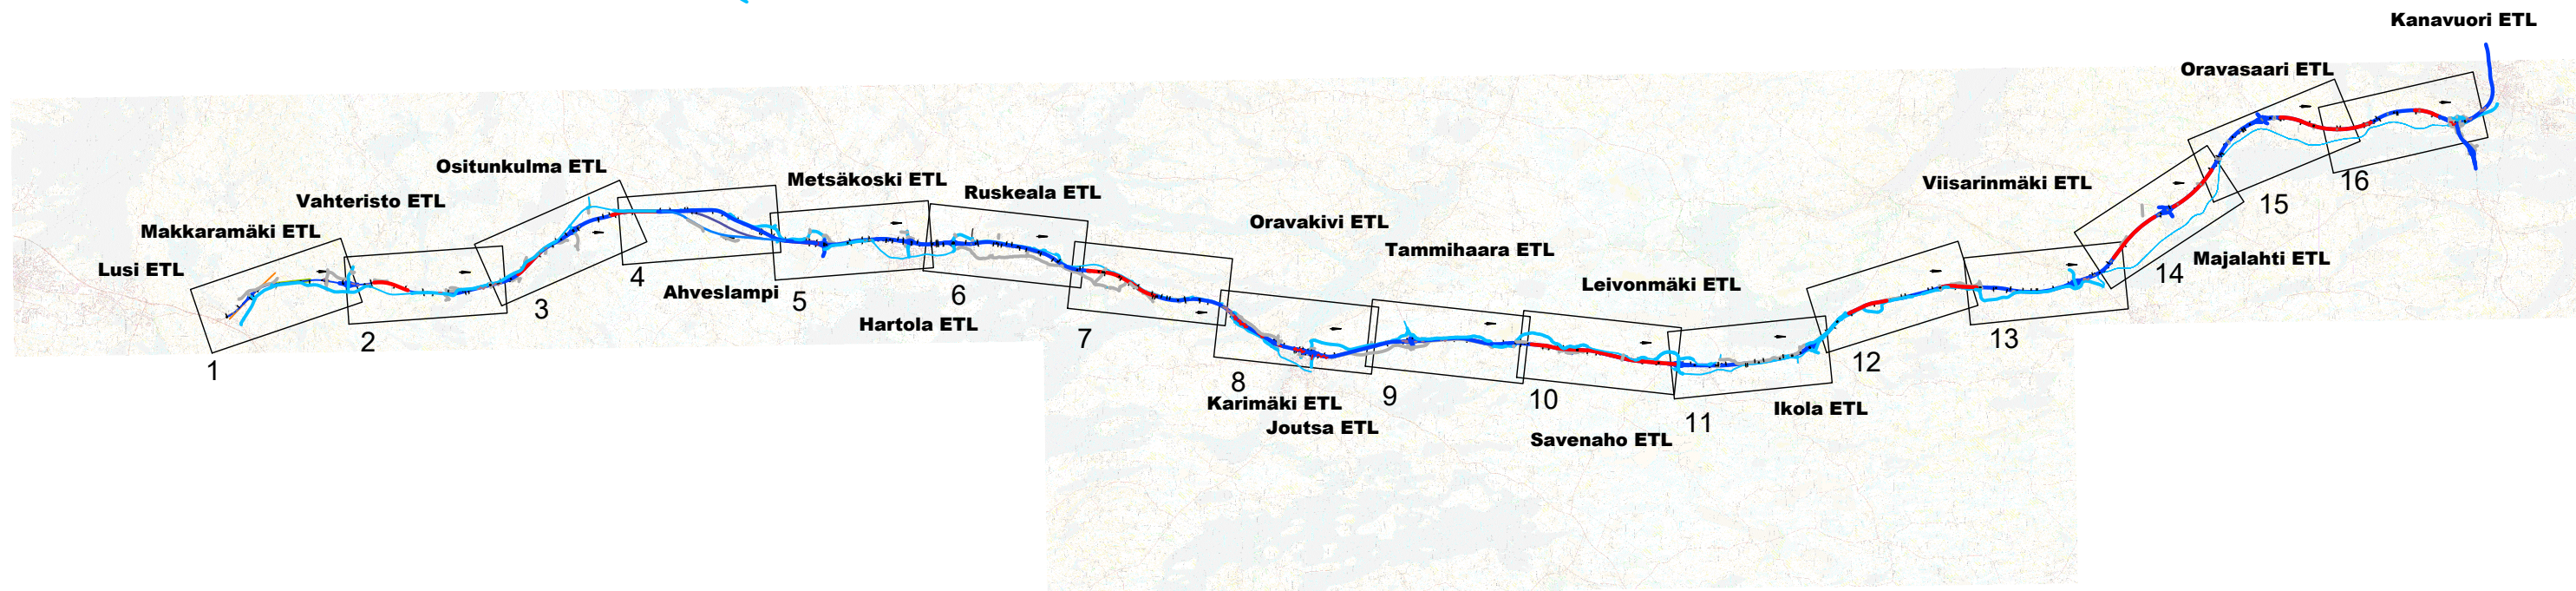 Kanavuori ETL
Oravasaari ETL
Ositunkulma ETL
Metsäkoski ETL
Ruskeala ETL
Viisarinmäki ETL
Vahteristo ETL
Makkaramäki ETL
Oravakivi ETL
Tammihaara ETL
Lusi ETL
Leivonmäki ETL
Majalahti ETL
Ahveslampi
Hartola ETL
Karimäki ETL
Joutsa ETL
Ikola ETL
Savenaho ETL
1
2
3
4
5
6
7
8
9
10
11
12
13
14
15
16